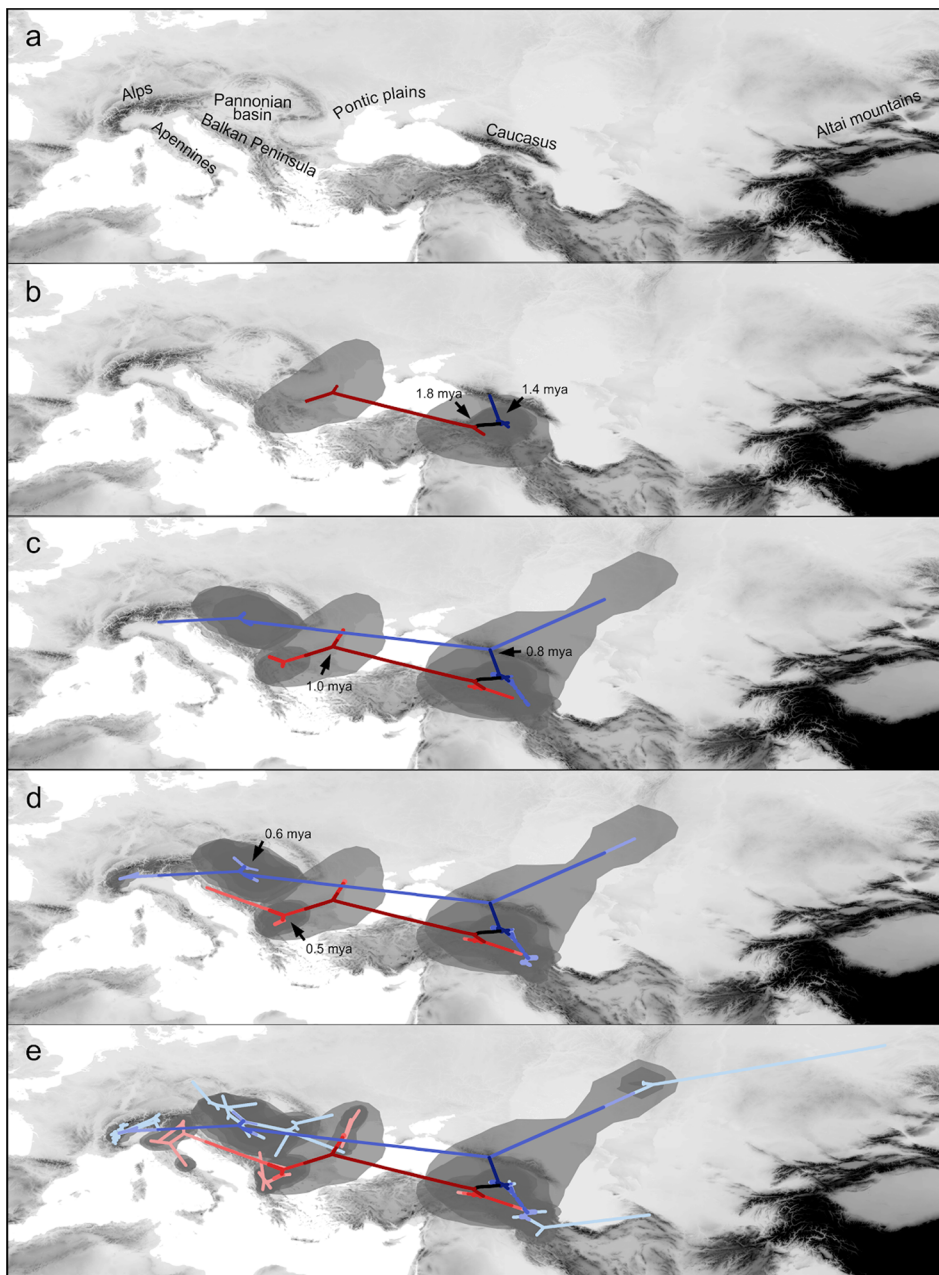 a
Alps
Pannonian
basin
Pontic plains
Apennines
Balkan Peninsula
Caucasus
Altai mountains
b
1.8 mya
1.4 mya
c
1.0 mya
0.8 mya
d
0.6 mya
0.5 mya
e